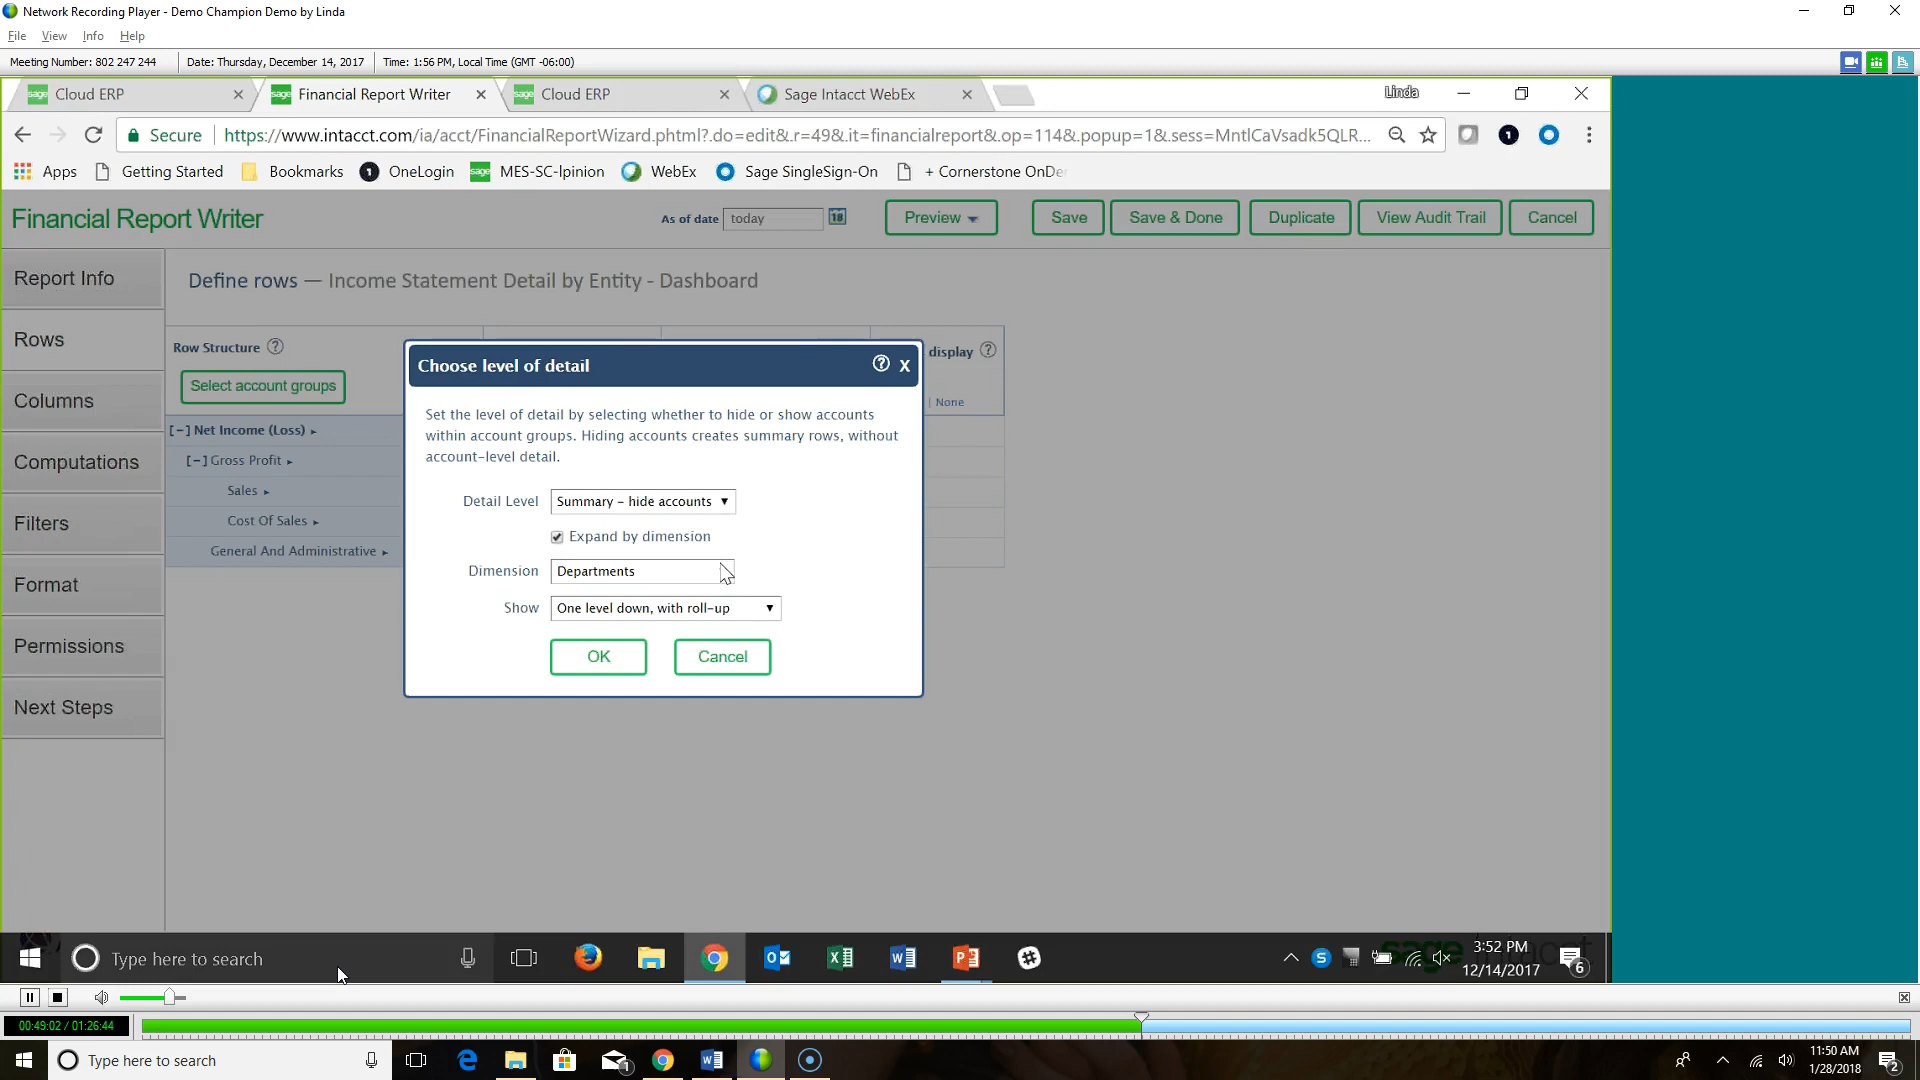 Network Recording Player - Demo Champion Demo by Linda
File View Info Help
Meeting Number: 802 247 244 Date: Thursday, December 14, 2017 Time: 1:56 PM, Local Time (GMT -06:00)
sage Cloud ERP sage Financial Report Writer sage Cloud ERP Sage Intacct WebEx Linda
Secure https://www.intacct.com/ia/acct/FinancialReportWizard.phtml?.do=edit&.r=49&.it=financialreport&.op=114&.popup=1&.sess=MntlCaVsadk5QLR...
Apps Getting Started Bookmarks 1 OneLogin sage MES-SC-Ipinion WebEx Sage SingleSign-On + Cornerstone OnDe
Financial Report Writer As of date today 18 Preview Save Save & Done Duplicate View Audit Trail Cancel
Report Info
Define rows — Income Statement Detail by Entity - Dashboard
Rows
Columns
Computations
Filters
Format
Permissions
Next Steps
Row Structure ?
display ?
Select account groups
| None
[-] Net Income (Loss) ▸
[-] Gross Profit ▸
Sales ▸
Cost Of Sales ▸
General And Administrative ▸
Choose level of detail ? X
Set the level of detail by selecting whether to hide or show accounts
within account groups. Hiding accounts creates summary rows, without
account-level detail.
Detail Level Summary - hide accounts
Expand by dimension
Dimension Departments
Show One level down, with roll-up
OK Cancel
Type here to search
3:52 PM
12/14/2017
6
00:49:02 / 01:26:44
Type here to search
11:50 AM
1/28/2018
2